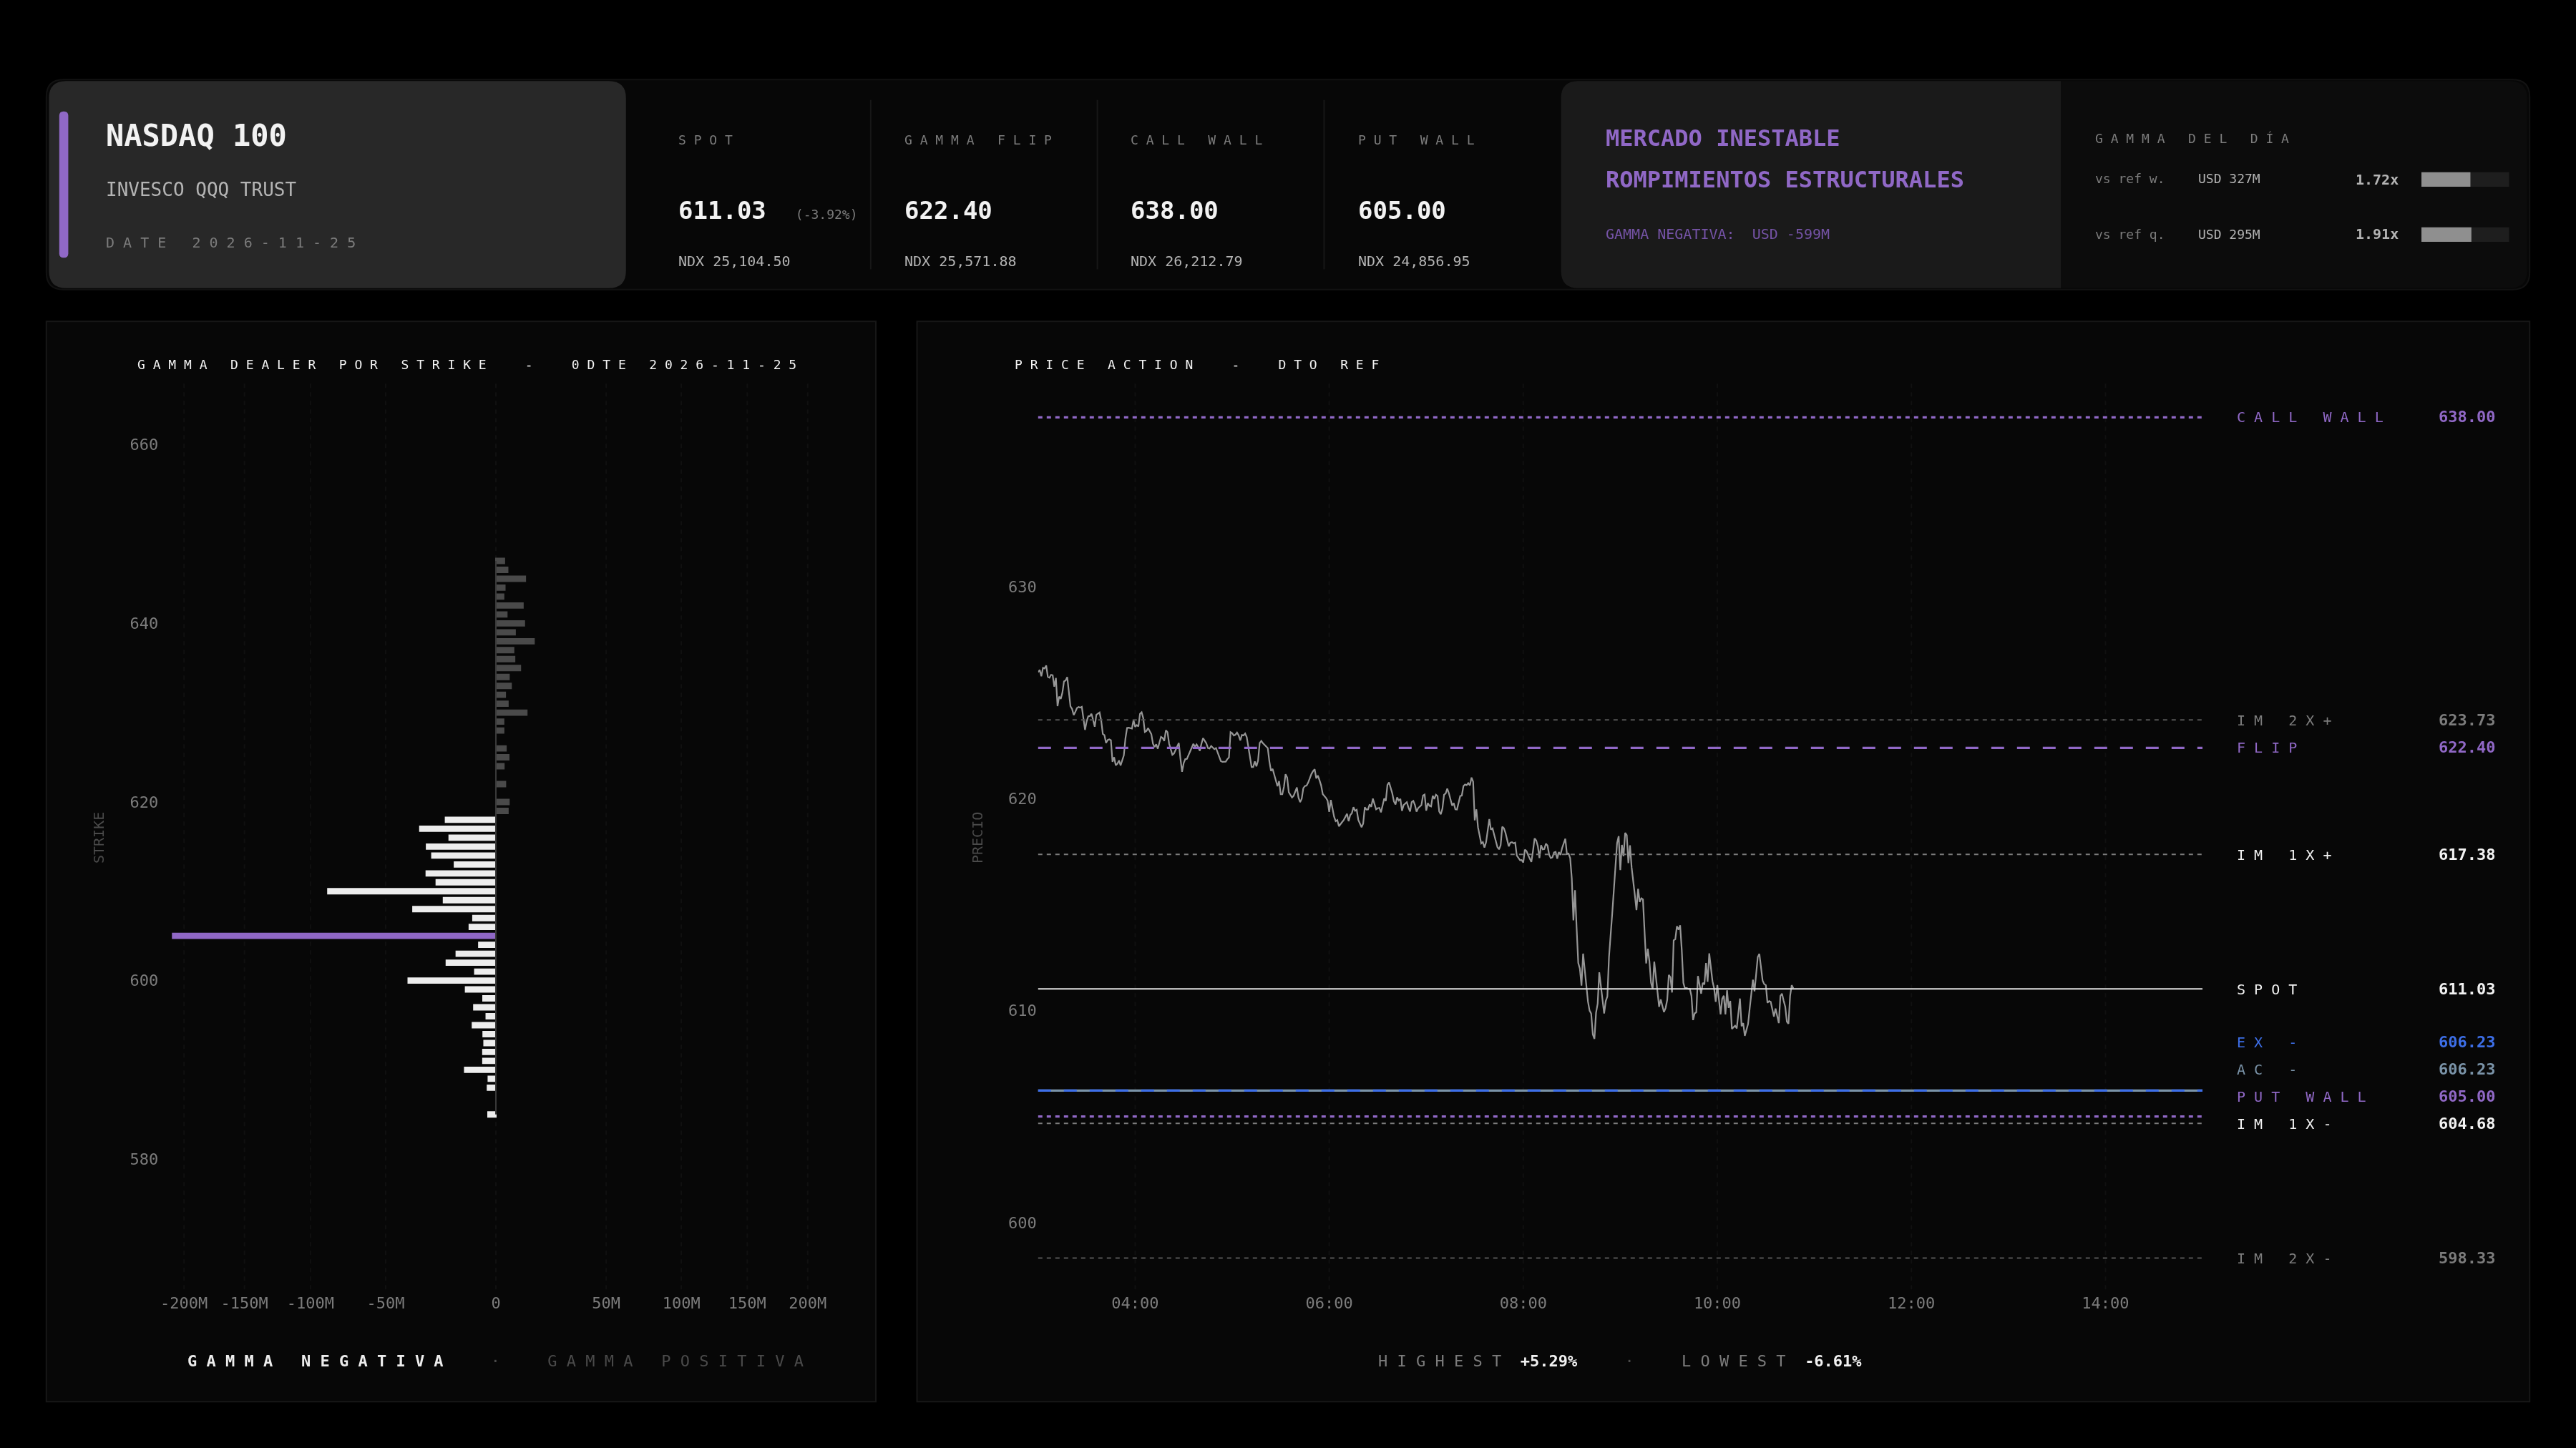 NASDAQ 100
INVESCO QQQ TRUST
DATE 2026-11-25
SPOT
611.03 (-3.92%)
NDX 25,104.50
GAMMA FLIP
622.40
NDX 25,571.88
CALL WALL
638.00
NDX 26,212.79
PUT WALL
605.00
NDX 24,856.95
MERCADO INESTABLE
ROMPIMIENTOS ESTRUCTURALES
GAMMA NEGATIVA: USD -599M
GAMMA DEL DÍA
vs ref w. USD 327M 1.72x
vs ref q. USD 295M 1.91x
GAMMA DEALER POR STRIKE - 0DTE 2026-11-25
STRIKE
660
640
620
600
580
-200M -150M -100M -50M 0 50M 100M 150M 200M
GAMMA NEGATIVA · GAMMA POSITIVA
PRICE ACTION - DTO REF
PRECIO
630
620
610
600
04:00 06:00 08:00 10:00 12:00 14:00
CALL WALL 638.00
IM 2X+ 623.73
FLIP 622.40
IM 1X+ 617.38
SPOT 611.03
EX - 606.23
AC - 606.23
PUT WALL 605.00
IM 1X- 604.68
IM 2X- 598.33
HIGHEST +5.29% · LOWEST -6.61%